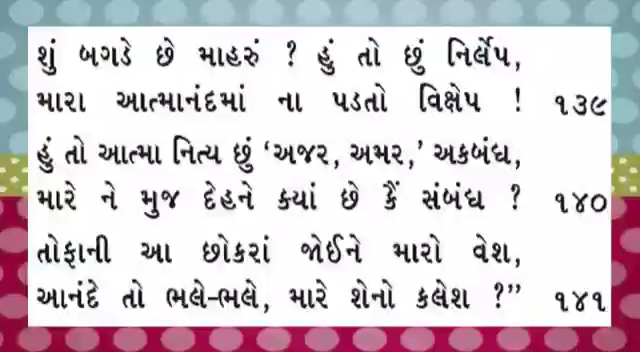 શું બગડે છે માહરું ? હું તો છું નિર્લેપ,
મારા આત્માનંદમાં ના પડતો વિક્ષેપ ! ૧૩૯
હું તો આત્મા નિત્ય છું ‘અજર, અમર,’ અકબંધ,
મારે ને મુજ દેહને ક્યાં છે કૈં સંબંધ ? ૧૪૦
તોફાની આ છોકરાં જોઈને મારો વેશ,
આનંદે તો ભલે-ભલે, મારે શેનો કલેશ ?” ૧૪૧